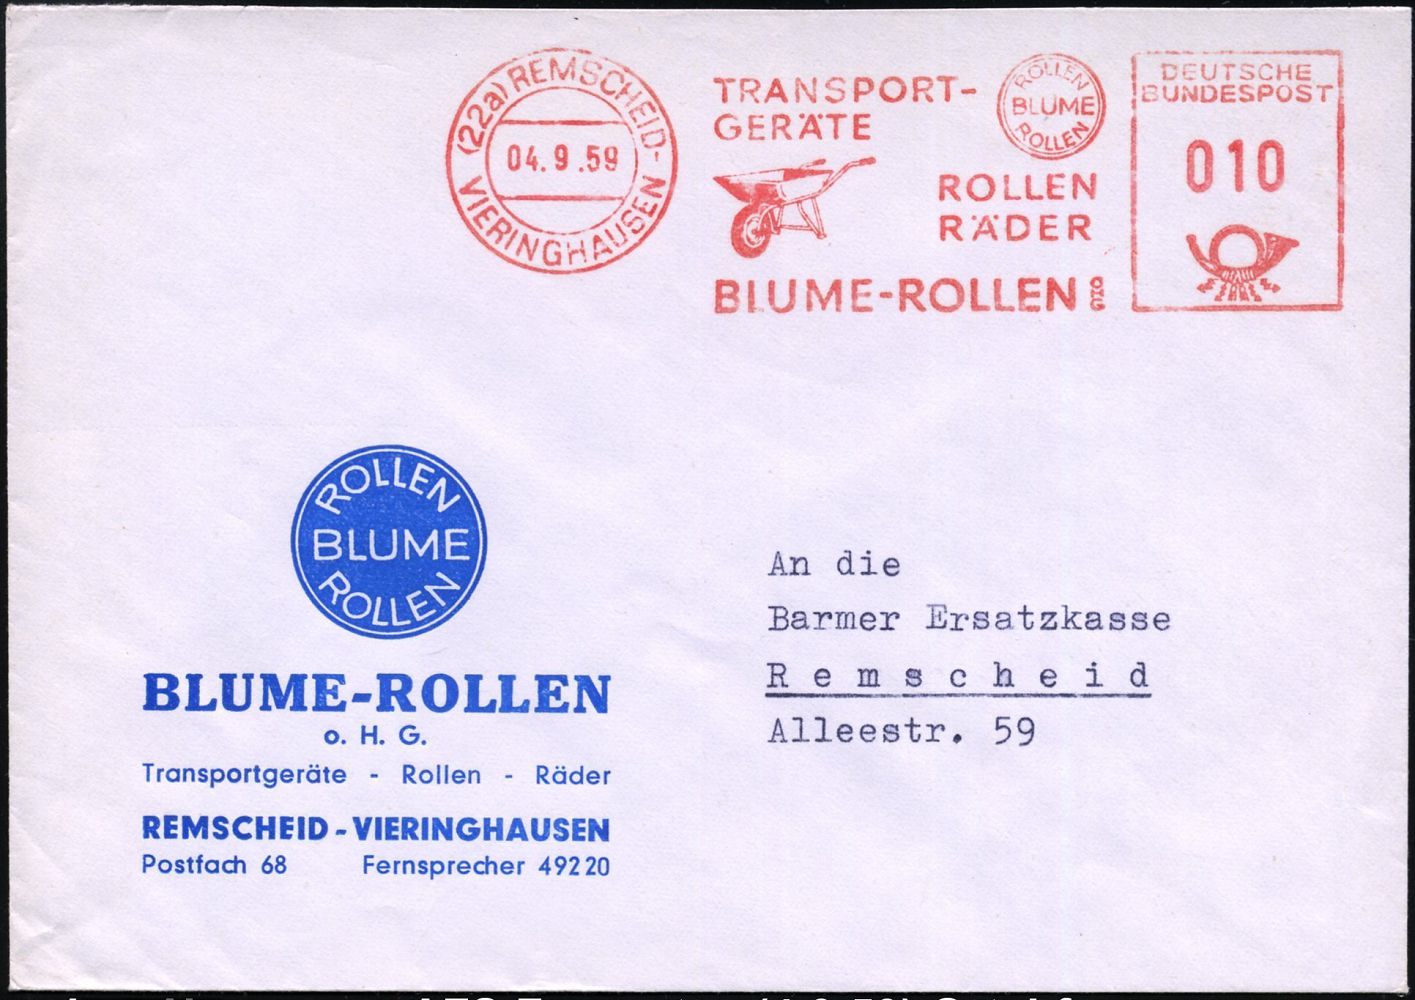 (22a) REMSCHEID-
VIERINGHAUSEN
04. 9 .59
TRANSPORT-
GERÄTE
ROLLEN
BLUME
ROLLEN
ROLLEN
RÄDER
BLUME-ROLLEN OHG
DEUTSCHE
BUNDESPOST
010
ROLLEN
BLUME
ROLLEN
BLUME-ROLLEN
o. H. G.
Transportgeräte - Rollen - Räder
REMSCHEID - VIERINGHAUSEN
Postfach 68 Fernsprecher 49220
An die
Barmer Ersatzkasse
Remscheid
Alleestr. 59